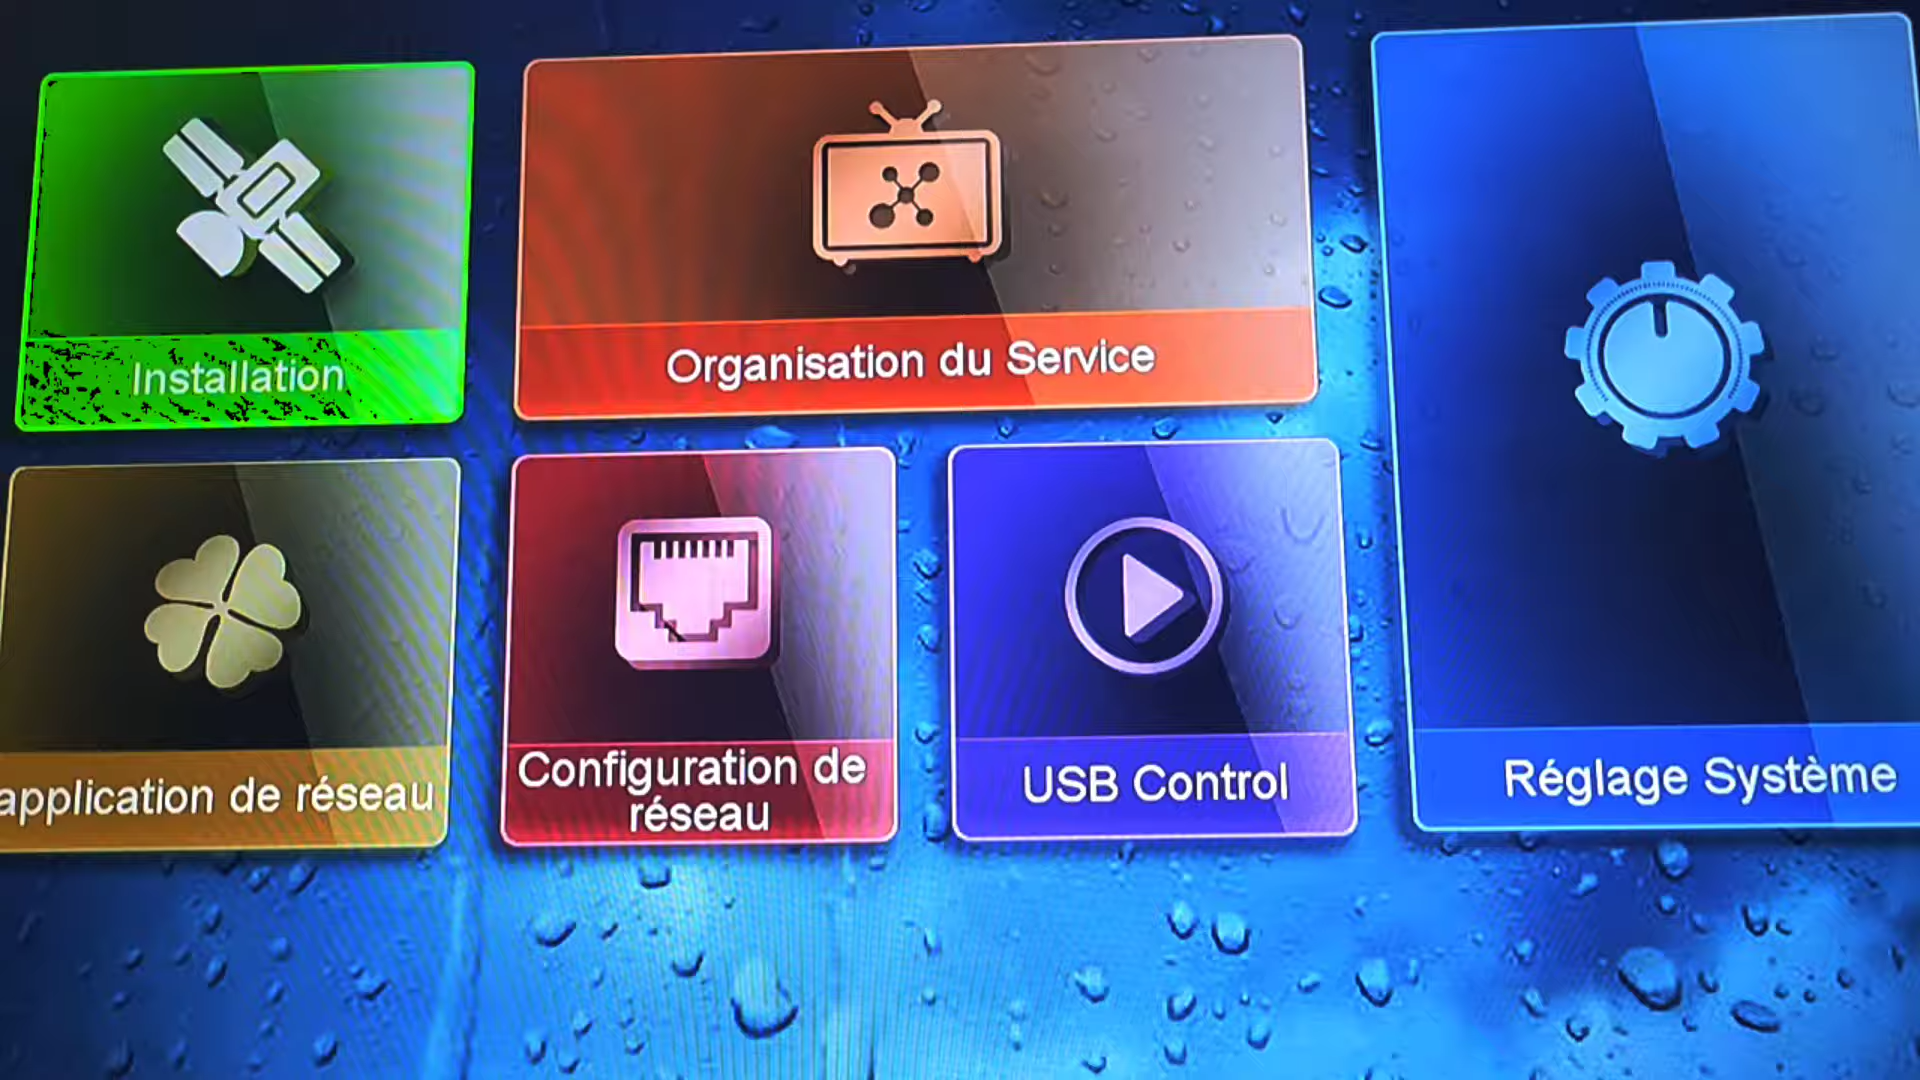 Installation
Organisation du Service
application de réseau
Configuration de
réseau
USB Control
Réglage Système